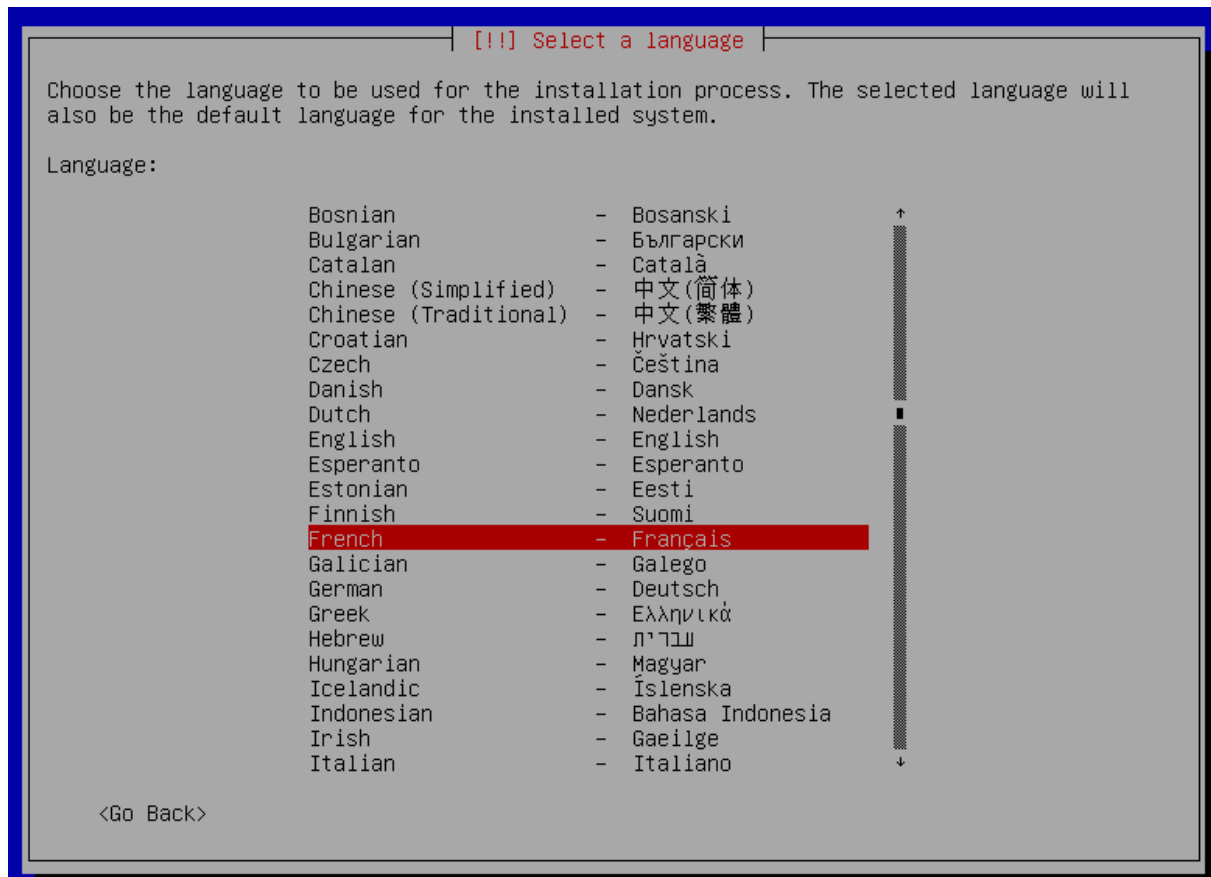 [!!] Select a language
Choose the language to be used for the installation process. The selected language will
also be the default language for the installed system.
Language:
Bosnian - Bosanski
Bulgarian - Български
Catalan - Català
Chinese (Simplified) - 中文(简体)
Chinese (Traditional) - 中文(繁體)
Croatian - Hrvatski
Czech - Čeština
Danish - Dansk
Dutch - Nederlands
English - English
Esperanto - Esperanto
Estonian - Eesti
Finnish - Suomi
French - Français
Galician - Galego
German - Deutsch
Greek - Ελληνικά
Hebrew - עברית
Hungarian - Magyar
Icelandic - Íslenska
Indonesian - Bahasa Indonesia
Irish - Gaeilge
Italian - Italiano
<Go Back>